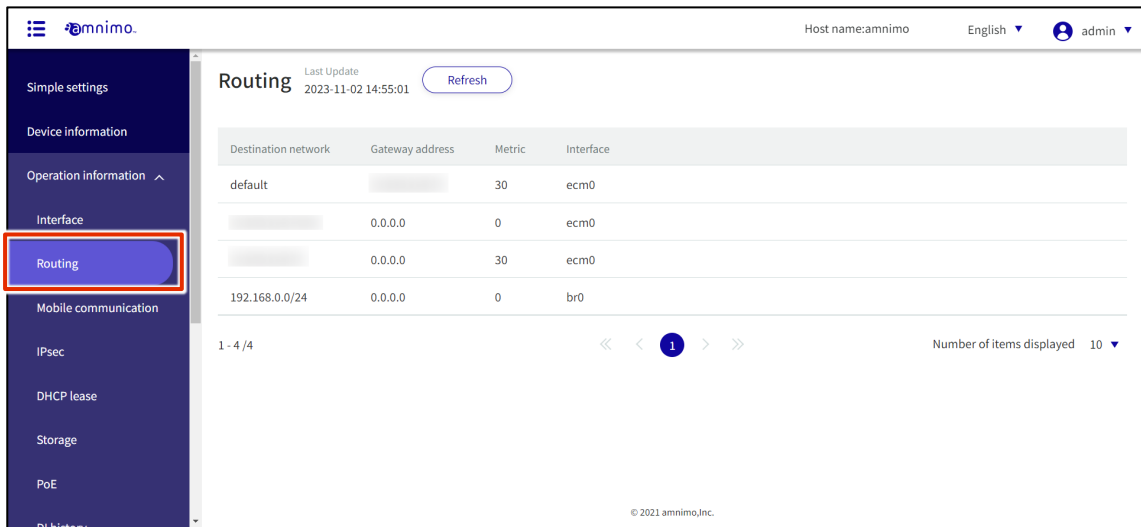 amnimo
Host name:amnimo
English
admin
Simple settings
Device information
Operation information
Interface
Routing
Mobile communication
IPsec
DHCP lease
Storage
PoE
DI history
Routing
Last Update
2023-11-02 14:55:01
Refresh
Destination network Gateway address Metric Interface
default 30 ecm0
0.0.0.0 0 ecm0
0.0.0.0 30 ecm0
192.168.0.0/24 0.0.0.0 0 br0
1 - 4 /4
1
Number of items displayed 10
© 2021 amnimo,Inc.